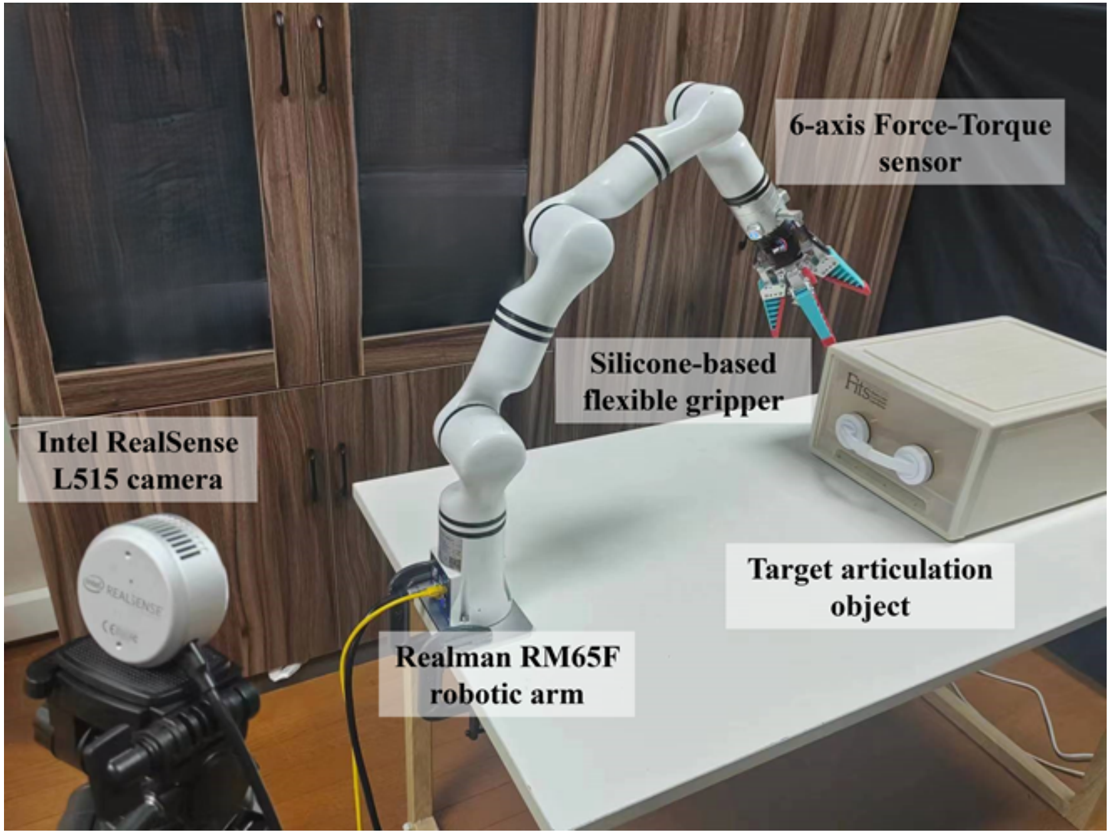 6-axis Force-Torque
sensor
Silicone-based
flexible gripper
Fits
Intel RealSense
L515 camera
intel REALSENSE
CE
Target articulation
object
Realman RM65F
robotic arm